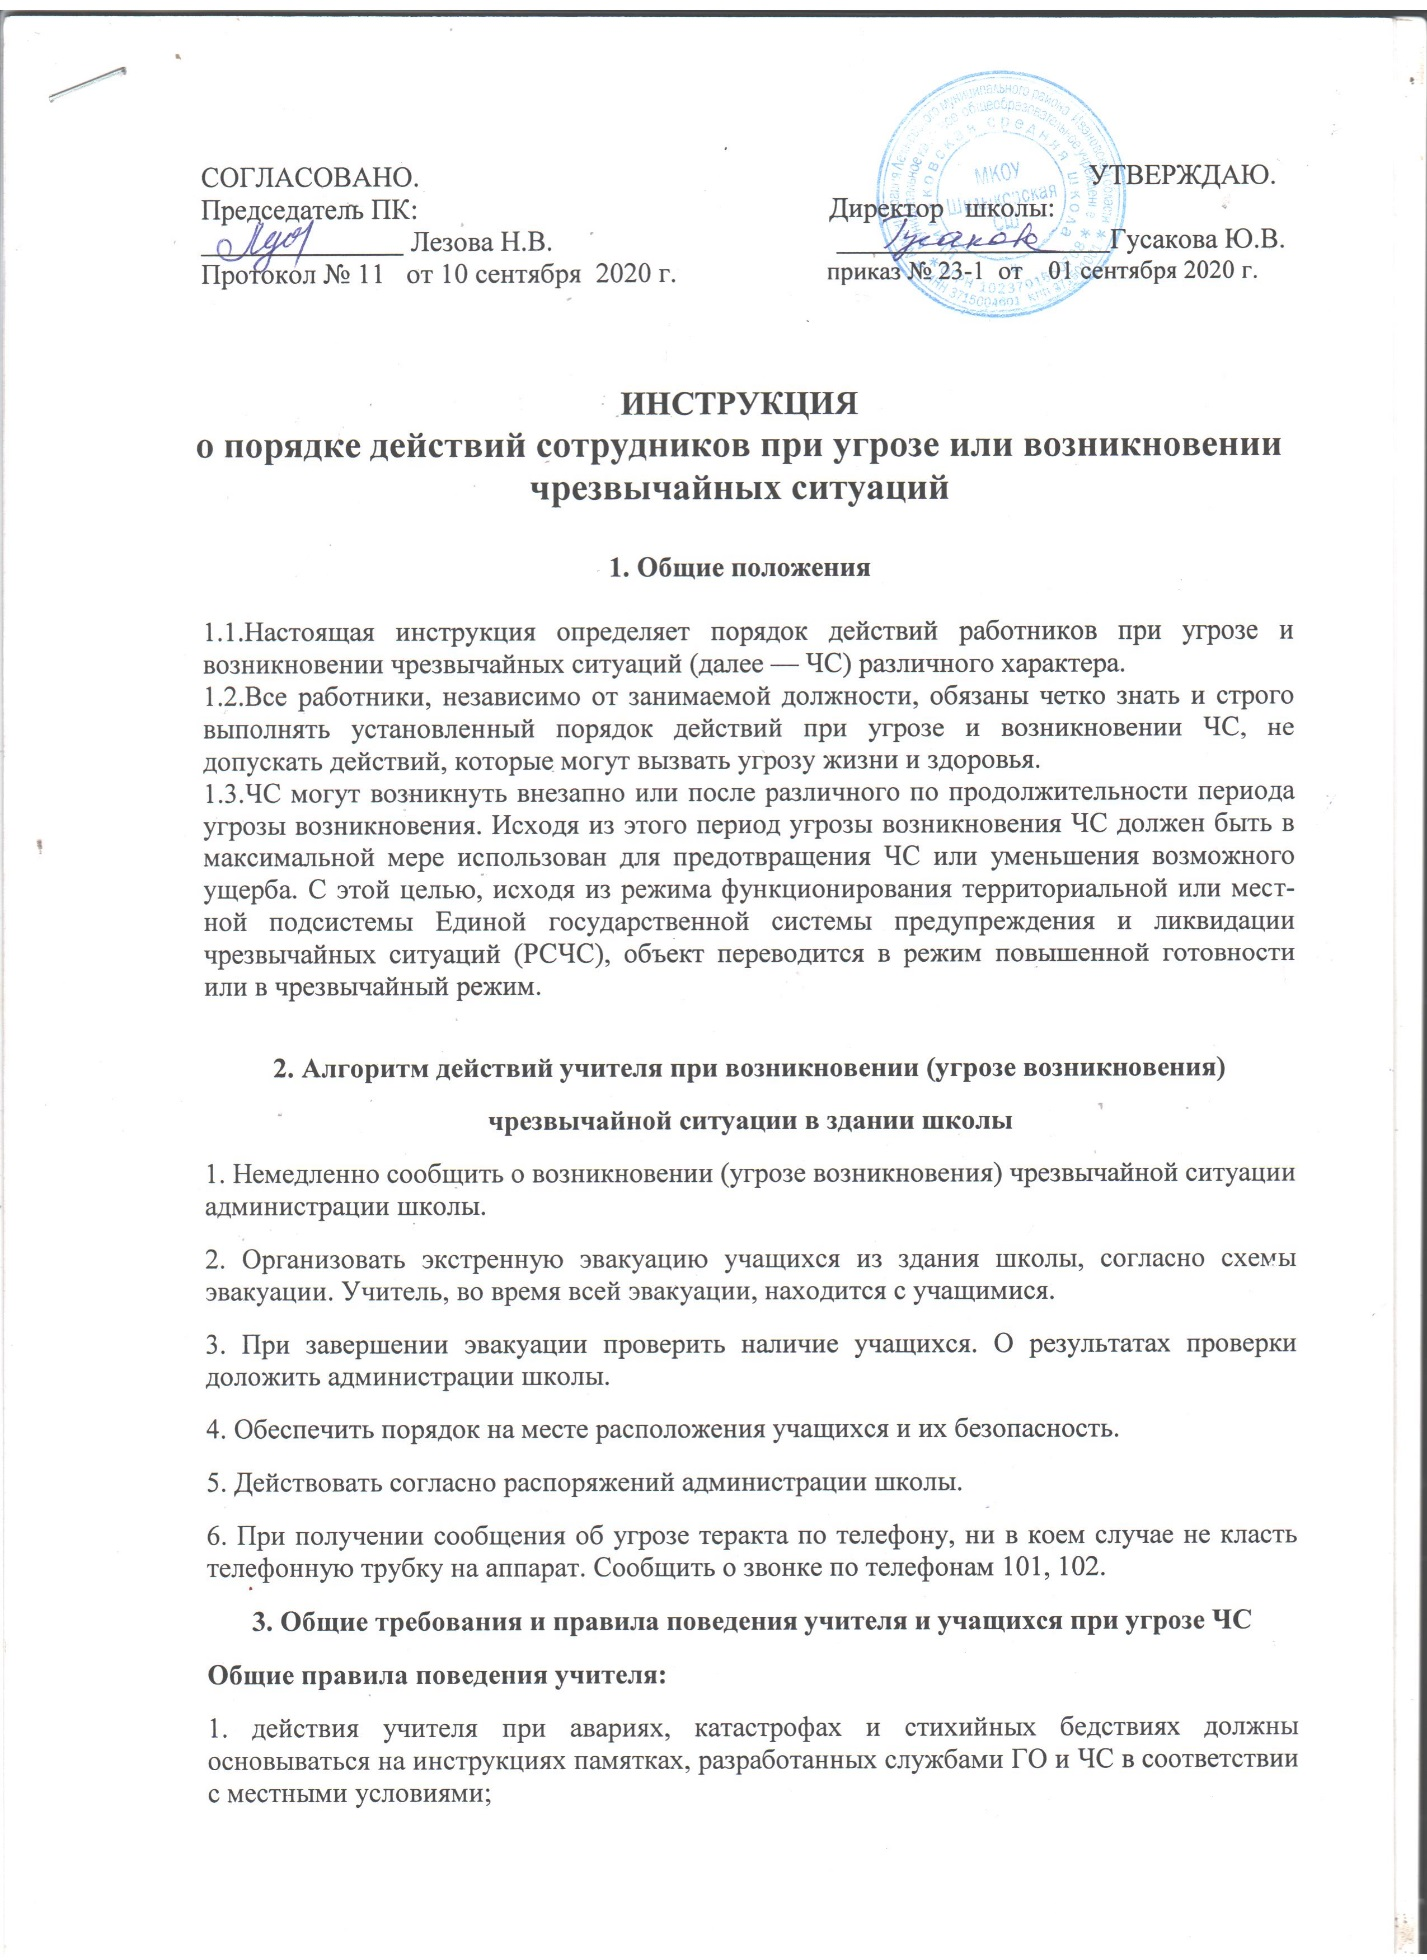 СОГЛАСОВАНО.
Председатель ПК:
Лезова Н.В.
Протокол № 11 от 10 сентября 2020 г.
УТВЕРЖДАЮ.
Директор школы:
Гусакова Ю.В.
приказ № 23-1 от 01 сентября 2020 г.
МКОУ
Шилыковская
СШ
ИНСТРУКЦИЯ
о порядке действий сотрудников при угрозе или возникновении
чрезвычайных ситуаций
1. Общие положения
1.1.Настоящая инструкция определяет порядок действий работников при угрозе и
возникновении чрезвычайных ситуаций (далее — ЧС) различного характера.
1.2.Все работники, независимо от занимаемой должности, обязаны четко знать и строго
выполнять установленный порядок действий при угрозе и возникновении ЧС, не
допускать действий, которые могут вызвать угрозу жизни и здоровья.
1.3.ЧС могут возникнуть внезапно или после различного по продолжительности периода
угрозы возникновения. Исходя из этого период угрозы возникновения ЧС должен быть в
максимальной мере использован для предотвращения ЧС или уменьшения возможного
ущерба. С этой целью, исходя из режима функционирования территориальной или мест-
ной подсистемы Единой государственной системы предупреждения и ликвидации
чрезвычайных ситуаций (РСЧС), объект переводится в режим повышенной готовности
или в чрезвычайный режим.
2. Алгоритм действий учителя при возникновении (угрозе возникновения)
чрезвычайной ситуации в здании школы
1. Немедленно сообщить о возникновении (угрозе возникновения) чрезвычайной ситуации
администрации школы.
2. Организовать экстренную эвакуацию учащихся из здания школы, согласно схемы
эвакуации. Учитель, во время всей эвакуации, находится с учащимися.
3. При завершении эвакуации проверить наличие учащихся. О результатах проверки
доложить администрации школы.
4. Обеспечить порядок на месте расположения учащихся и их безопасность.
5. Действовать согласно распоряжений администрации школы.
6. При получении сообщения об угрозе теракта по телефону, ни в коем случае не класть
телефонную трубку на аппарат. Сообщить о звонке по телефонам 101, 102.
3. Общие требования и правила поведения учителя и учащихся при угрозе ЧС
Общие правила поведения учителя:
1. действия учителя при авариях, катастрофах и стихийных бедствиях должны
основываться на инструкциях памятках, разработанных службами ГО и ЧС в соответствии
с местными условиями;